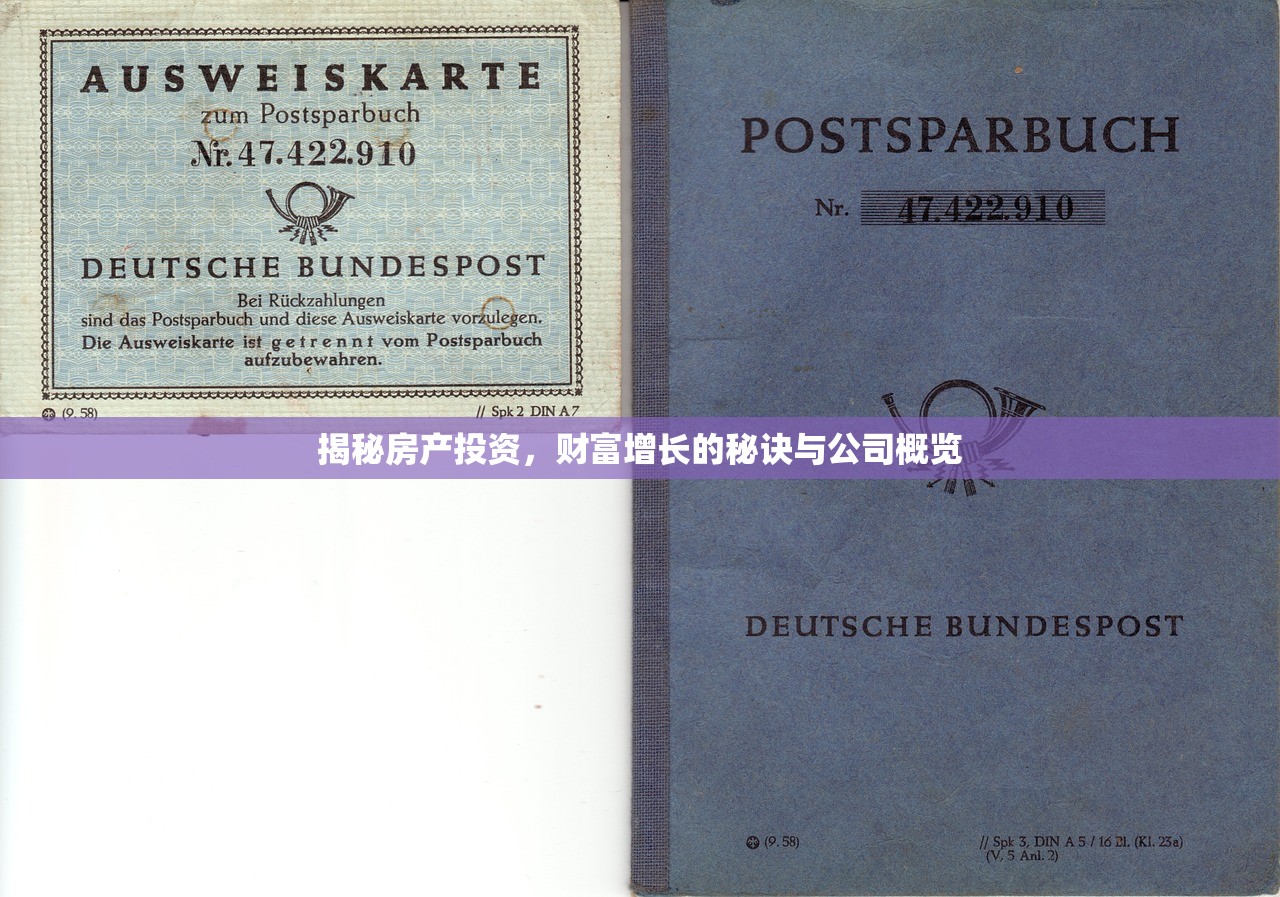 AUSWEISKARTE
zum Postsparbuch
Nr. 47.422.910
DEUTSCHE BUNDESPOST
Bei Rückzahlungen
sind das Postsparbuch und diese Ausweiskarte vorzulegen.
Die Ausweiskarte ist getrennt vom Postsparbuch
aufzubewahren.
(9. 58)
// Spk 2 DIN A 7
揭秘房产投资，财富增长的秘诀与公司概览
POSTSPARBUCH
Nr. 47.422.910
DEUTSCHE BUNDESPOST
(9. 58)
// Spk 3, DIN A 5 / 16 Bl. (Kl. 23a)
(V, 5 Anl. 2)